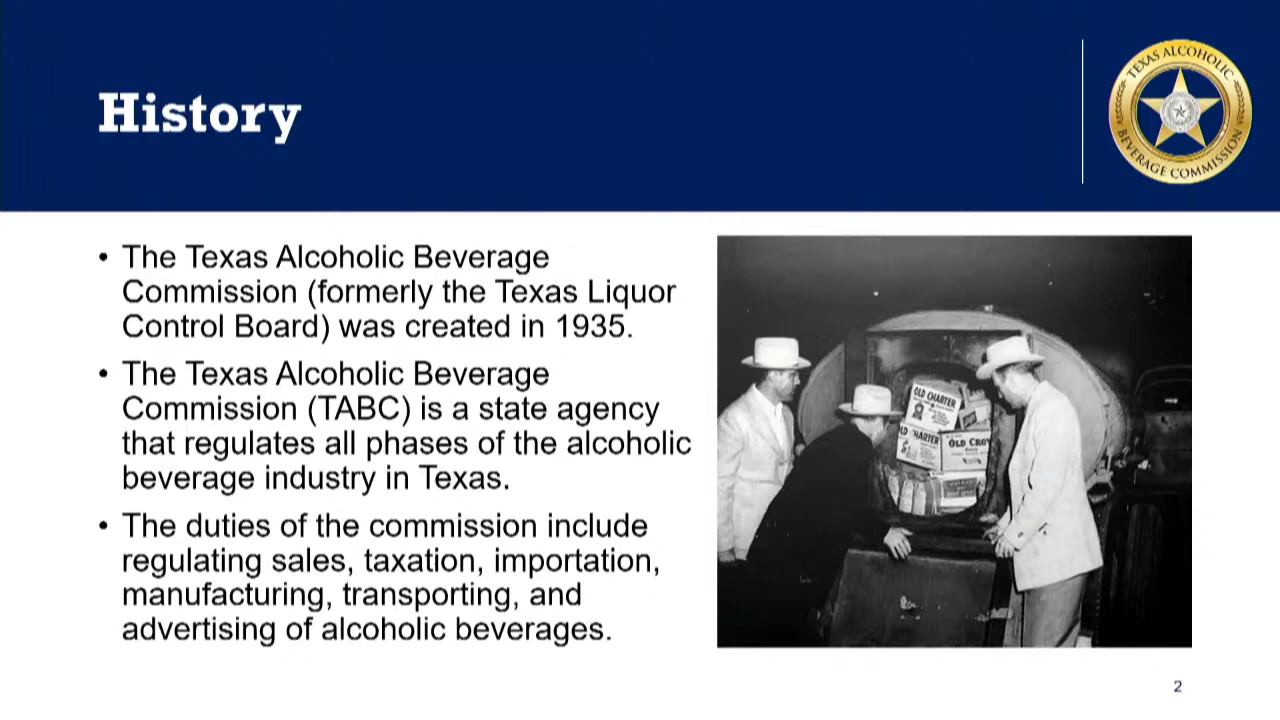 History
TEXAS ALCOHOLIC
BEVERAGE COMMISSION
• The Texas Alcoholic Beverage
Commission (formerly the Texas Liquor
Control Board) was created in 1935.
• The Texas Alcoholic Beverage
Commission (TABC) is a state agency
that regulates all phases of the alcoholic
beverage industry in Texas.
• The duties of the commission include
regulating sales, taxation, importation,
manufacturing, transporting, and
advertising of alcoholic beverages.
OLD CHARTER
LD CHARTER
OLD CROW
2